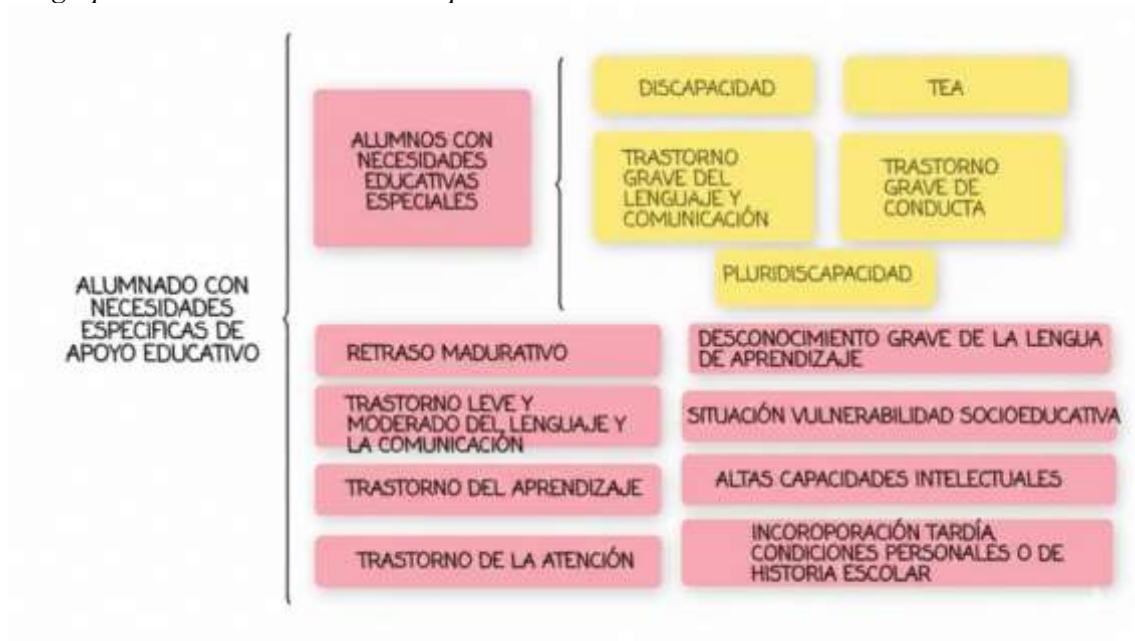 ALUMNADO CON
NECESIDADES
ESPECIFICAS DE
APOYO EDUCATIVO
ALUMNOS CON
NECESIDADES
EDUCATIVAS
ESPECIALES
DISCAPACIDAD
TEA
TRASTORNO
GRAVE DEL
LENGUAJE Y
COMUNICACIÓN
TRASTORNO
GRAVE DE
CONDUCTA
PLURIDISCAPACIDAD
RETRASO MADURATIVO
DESCONOCIMIENTO GRAVE DE LA LENGUA
DE APRENDIZAJE
TRASTORNO LEVE Y
MODERADO DEL LENGUAJE Y
LA COMUNICACIÓN
SITUACIÓN VULNERABILIDAD SOCIOEDUCATIVA
TRASTORNO DEL APRENDIZAJE
ALTAS CAPACIDADES INTELECTUALES
TRASTORNO DE LA ATENCIÓN
INCOROPORACIÓN TARDÍA
CONDICIONES PERSONALES O DE
HISTORIA ESCOLAR